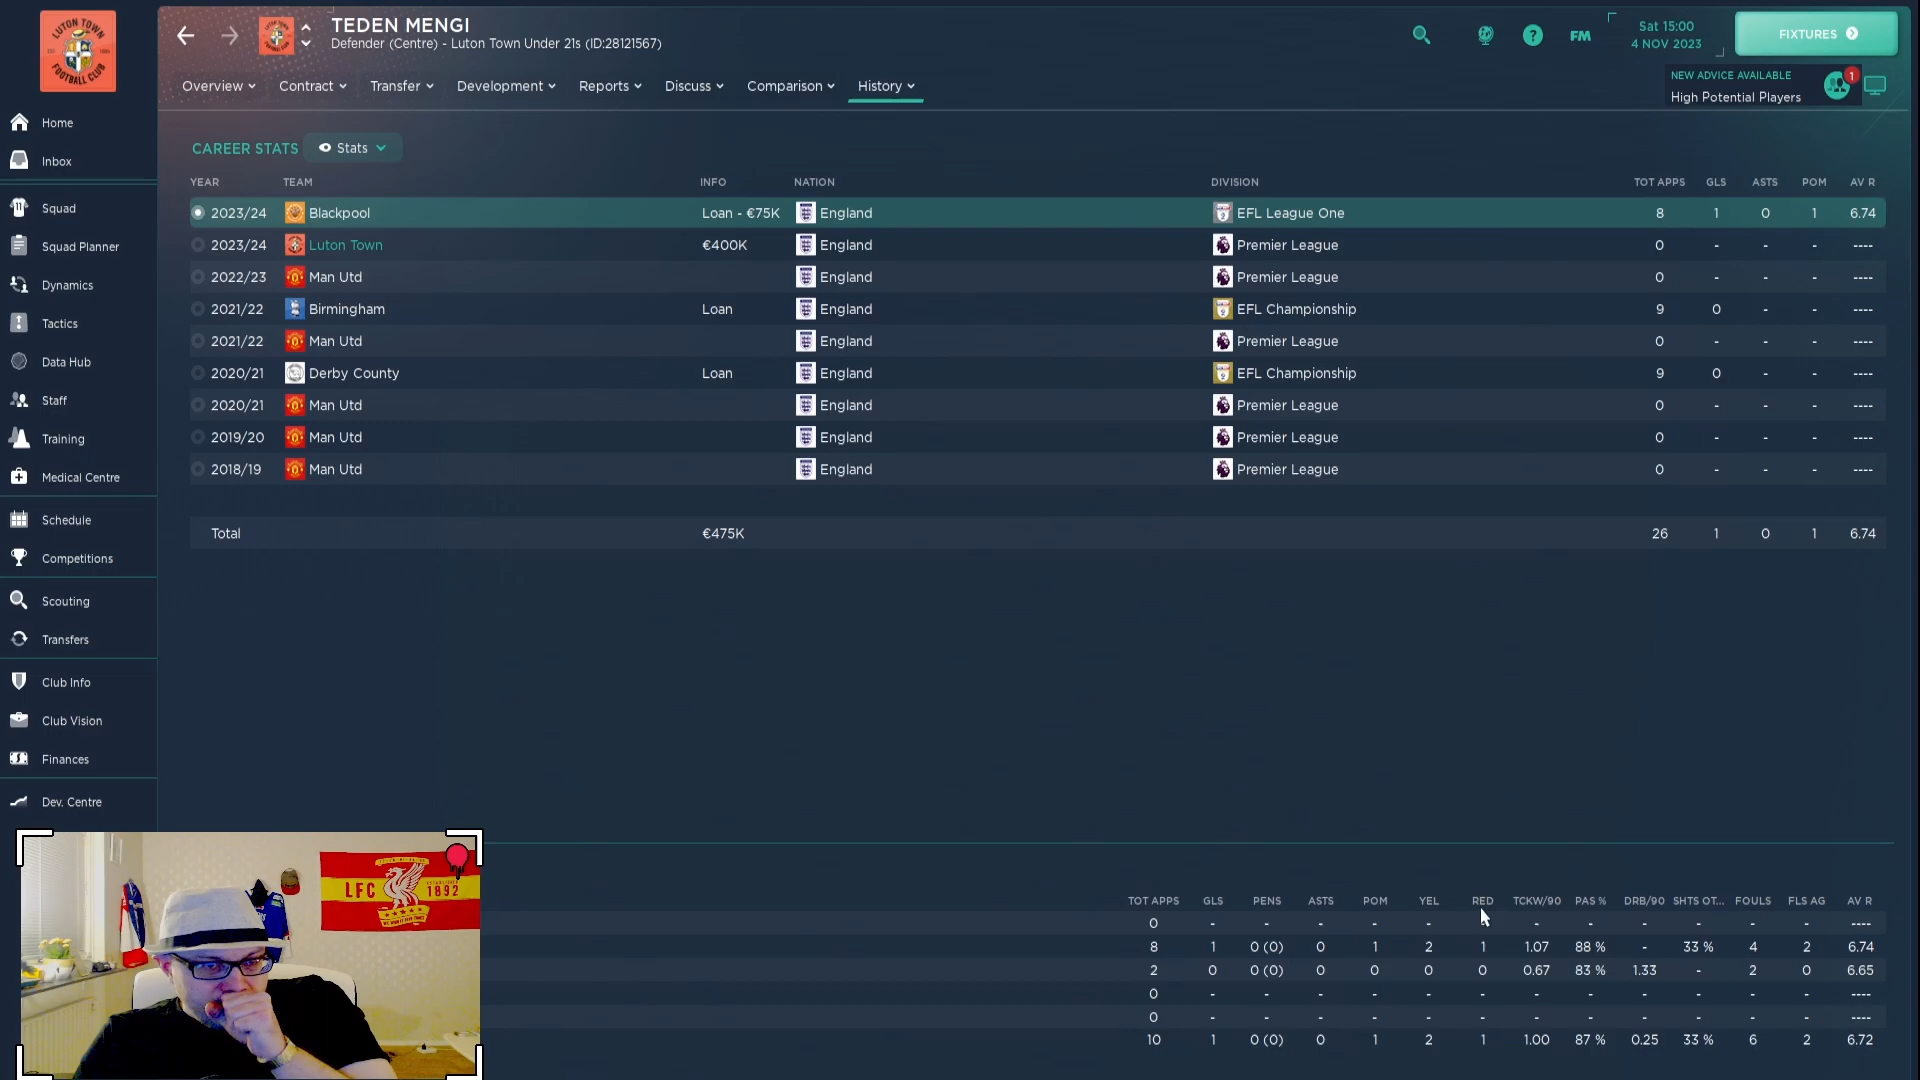 LUTON TOWN
FOOTBALL CLUB
TEDEN MENGI
Defender (Centre) - Luton Town Under 21s (ID:28121567)
FM
Sat 15:00
4 NOV 2023
FIXTURES
Overview
Contract
Transfer
Development
Reports
Discuss
Comparison
History
NEW ADVICE AVAILABLE
High Potential Players
1
Home
Inbox
Squad
Squad Planner
Dynamics
Tactics
Data Hub
Staff
Training
Medical Centre
Schedule
Competitions
Scouting
Transfers
Club Info
Club Vision
Finances
Dev. Centre
CAREER STATS Stats
YEAR TEAM INFO NATION DIVISION TOT APPS GLS ASTS POM AV R
2023/24 Blackpool Loan - €75K England EFL League One 8 1 0 1 6.74
2023/24 Luton Town €400K England Premier League 0 - - - ----
2022/23 Man Utd England Premier League 0 - - - ----
2021/22 Birmingham Loan England EFL Championship 9 0 - - ----
2021/22 Man Utd England Premier League 0 - - - ----
2020/21 Derby County Loan England EFL Championship 9 0 - - ----
2020/21 Man Utd England Premier League 0 - - - ----
2019/20 Man Utd England Premier League 0 - - - ----
2018/19 Man Utd England Premier League 0 - - - ----
Total €475K 26 1 0 1 6.74
TOT APPS GLS PENS ASTS POM YEL RED TCKW/90 PAS % DRB/90 SHTS OT... FOULS FLS AG AV R
0 - - - - - - - - - - - - ----
8 1 0 (0) 0 1 2 1 1.07 88 % - 33 % 4 2 6.74
2 0 0 (0) 0 0 0 0 0.67 83 % 1.33 - 2 0 6.65
0 - - - - - - - - - - - - ----
0 - - - - - - - - - - - - ----
10 1 0 (0) 0 1 2 1 1.00 87 % 0.25 33 % 6 2 6.72
LFC 1892